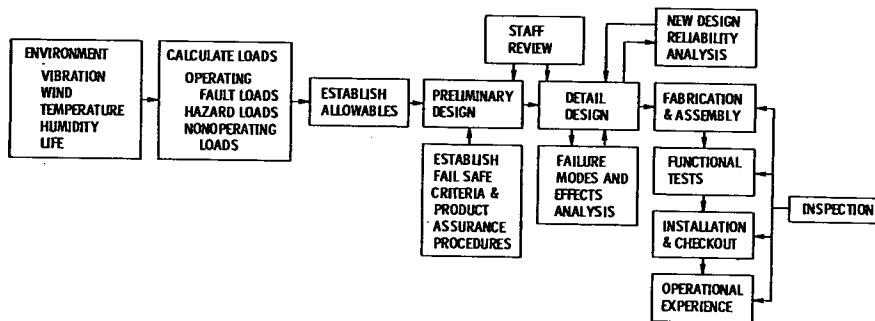 ENVIRONMENT
VIBRATION
WIND
TEMPERATURE
HUMIDITY
LIFE
CALCULATE LOADS
OPERATING
FAULT LOADS
HAZARD LOADS
NONOPERATING
LOADS
ESTABLISH
ALLOWABLES
STAFF
REVIEW
PRELIMINARY
DESIGN
ESTABLISH
FAIL SAFE
CRITERIA &
PRODUCT
ASSURANCE
PROCEDURES
DETAIL
DESIGN
FAILURE
MODES AND
EFFECTS
ANALYSIS
NEW DESIGN
RELIABILITY
ANALYSIS
FABRICATION
& ASSEMBLY
FUNCTIONAL
TESTS
INSTALLATION
& CHECKOUT
OPERATIONAL
EXPERIENCE
INSPECTION